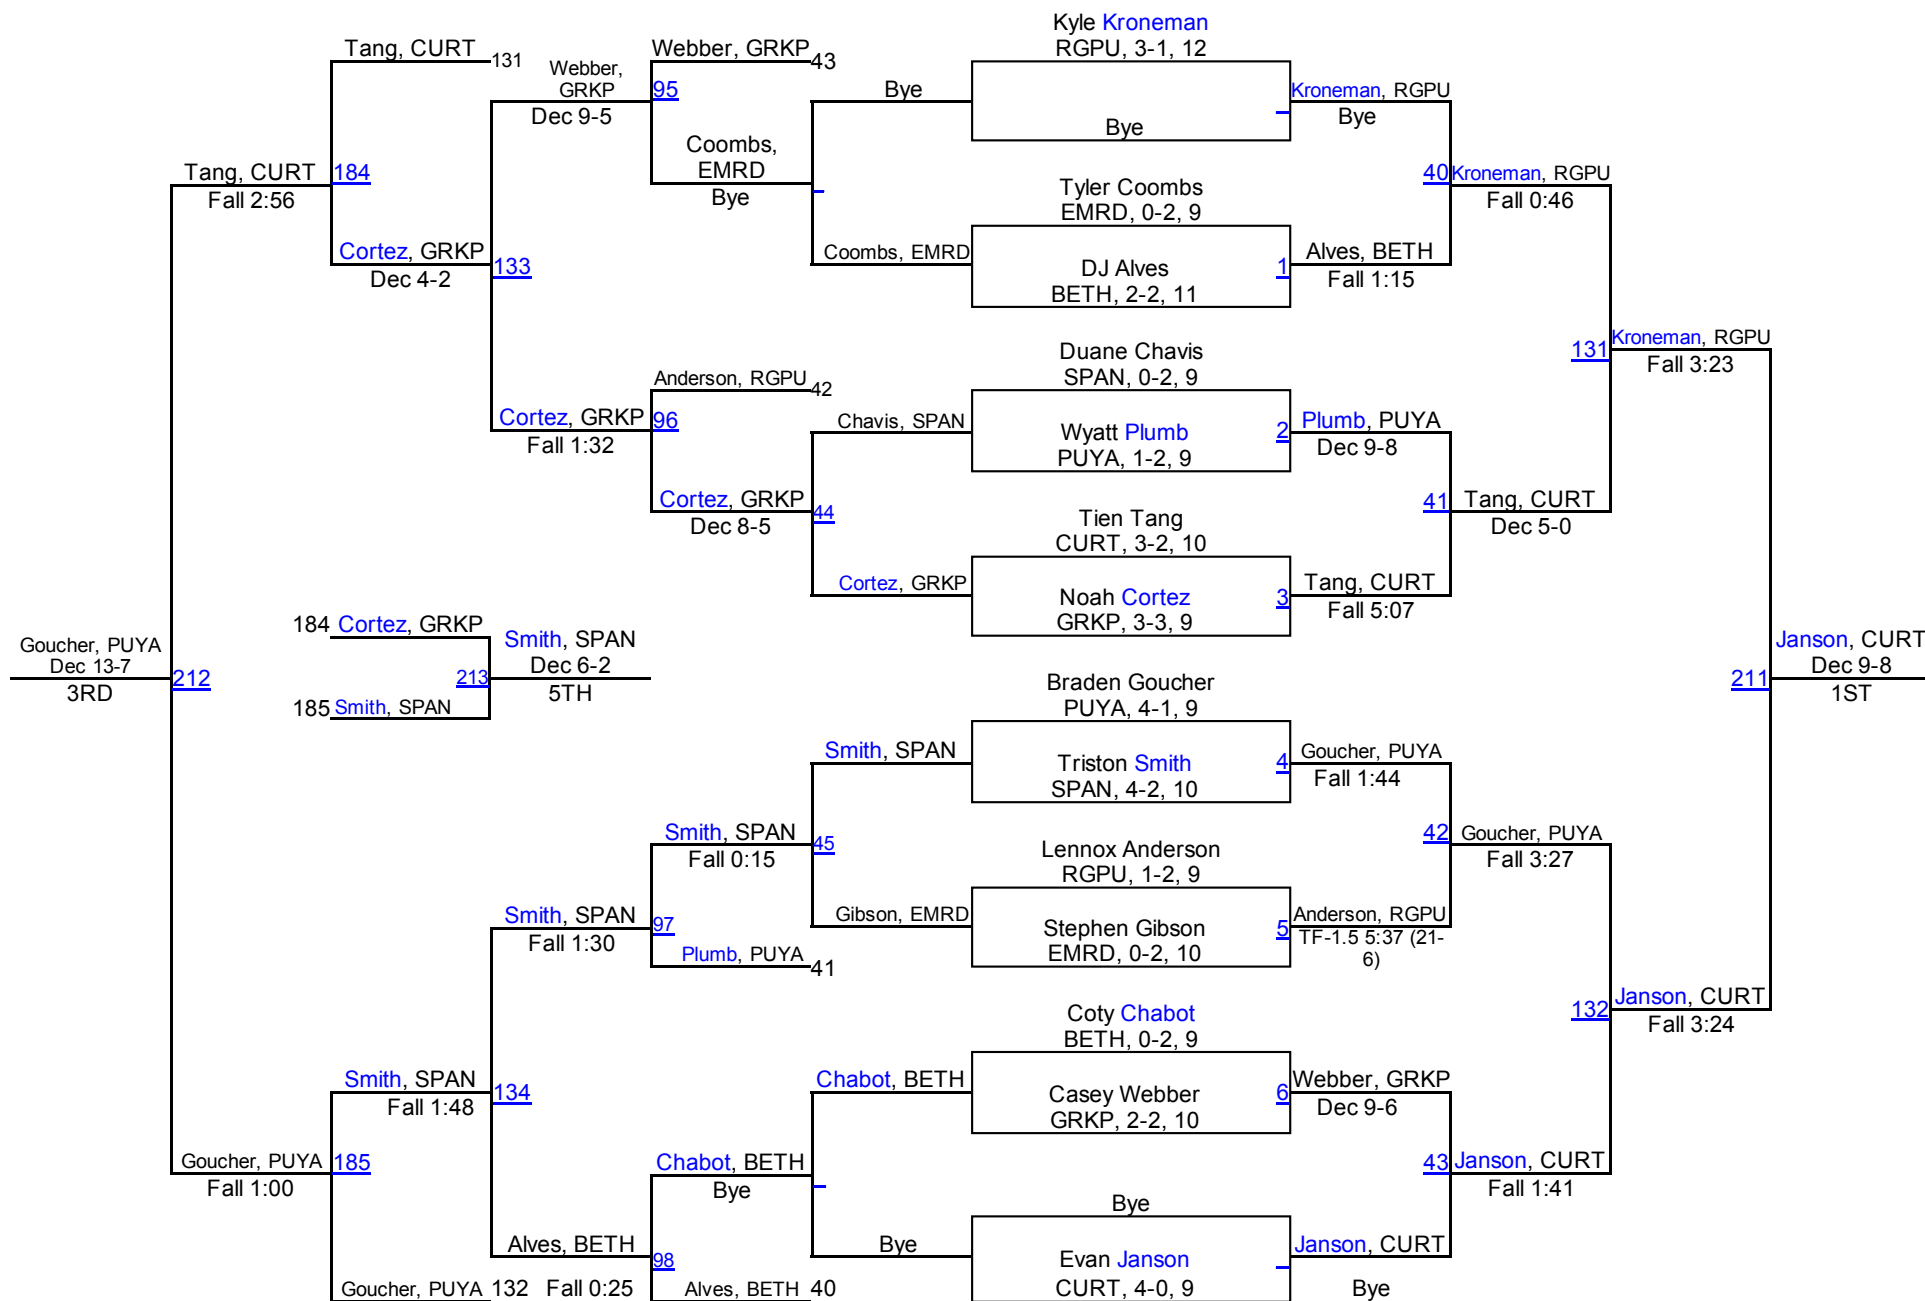 Kyle Kroneman
RGPU, 3-1, 12
Bye
Tyler Coombs
EMRD, 0-2, 9
DJ Alves
BETH, 2-2, 11
1
Duane Chavis
SPAN, 0-2, 9
Wyatt Plumb
PUYA, 1-2, 9
2
Tien Tang
CURT, 3-2, 10
Noah Cortez
GRKP, 3-3, 9
3
Braden Goucher
PUYA, 4-1, 9
Triston Smith
SPAN, 4-2, 10
4
Lennox Anderson
RGPU, 1-2, 9
Stephen Gibson
EMRD, 0-2, 10
5
Coty Chabot
BETH, 0-2, 9
Casey Webber
GRKP, 2-2, 10
6
Bye
Evan Janson
CURT, 4-0, 9
Kroneman, RGPU
Bye
Alves, BETH
Fall 1:15
40
Plumb, PUYA
Dec 9-8
Tang, CURT
Fall 5:07
41
Goucher, PUYA
Fall 1:44
Anderson, RGPU
TF-1.5 5:37 (21-
6)
42
Webber, GRKP
Dec 9-6
Janson, CURT
Bye
43
Kroneman, RGPU
Fall 0:46
Tang, CURT
Dec 5-0
131
Goucher, PUYA
Fall 3:27
Janson, CURT
Fall 1:41
132
Kroneman, RGPU
Fall 3:23
Janson, CURT
Fall 3:24
211
Janson, CURT
Dec 9-8
1ST
Bye
Coombs, EMRD
Chavis, SPAN
Cortez, GRKP
44
Smith, SPAN
Gibson, EMRD
45
Chabot, BETH
Bye
Webber, GRKP
43
Coombs,
EMRD
Bye
95
Anderson, RGPU
42
Cortez, GRKP
Dec 8-5
96
Smith, SPAN
Fall 0:15
Plumb, PUYA
41
97
Chabot, BETH
Bye
Alves, BETH
40
98
Webber,
GRKP
Dec 9-5
Cortez, GRKP
Fall 1:32
133
Smith, SPAN
Fall 1:30
Alves, BETH
Fall 0:25
134
Tang, CURT
131
Cortez, GRKP
Dec 4-2
184
Smith, SPAN
Fall 1:48
Goucher, PUYA
132
185
Tang, CURT
Fall 2:56
Goucher, PUYA
Fall 1:00
212
Goucher, PUYA
Dec 13-7
3RD
184
Cortez, GRKP
185
Smith, SPAN
213
Smith, SPAN
Dec 6-2
5TH